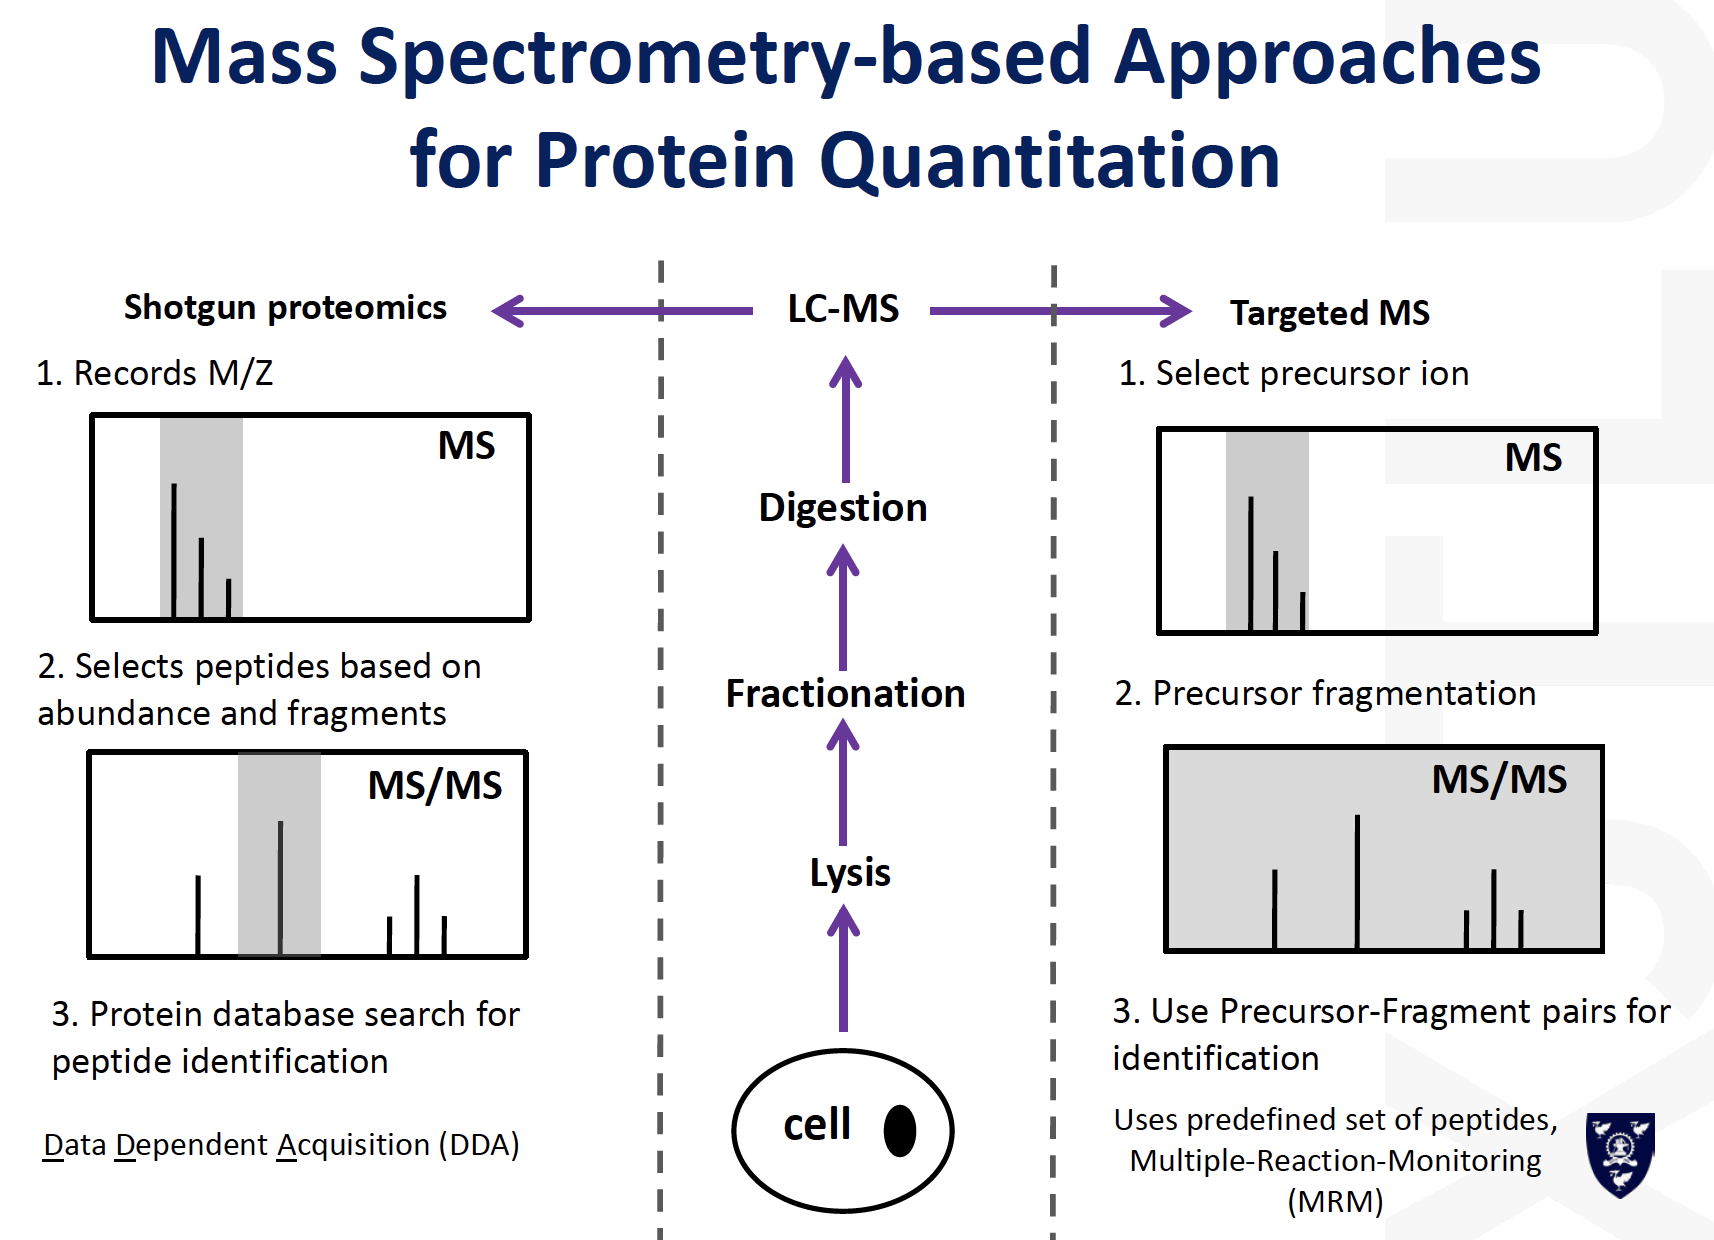 Mass Spectrometry-based Approaches
for Protein Quantitation
Shotgun proteomics
1. Records M/Z
MS
2. Selects peptides based on
abundance and fragments
MS/MS
3. Protein database search for
peptide identification
Data Dependent Acquisition (DDA)
LC-MS
Digestion
Fractionation
Lysis
cell
Targeted MS
1. Select precursor ion
MS
2. Precursor fragmentation
MS/MS
3. Use Precursor-Fragment pairs for
identification
Uses predefined set of peptides,
Multiple-Reaction-Monitoring
(MRM)